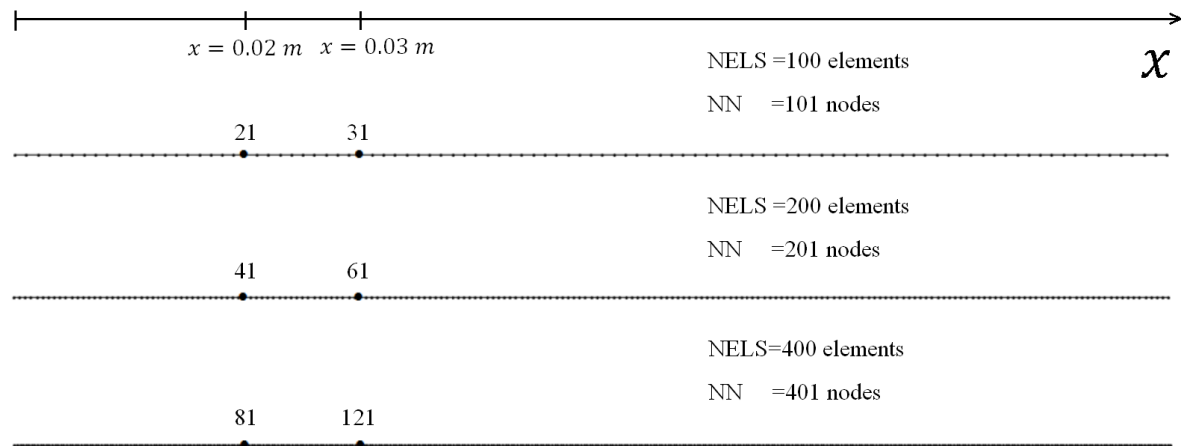 x = 0.02 m x = 0.03 m
x
NELS =100 elements
NN =101 nodes
21 31
NELS =200 elements
NN =201 nodes
41 61
NELS=400 elements
NN =401 nodes
81 121